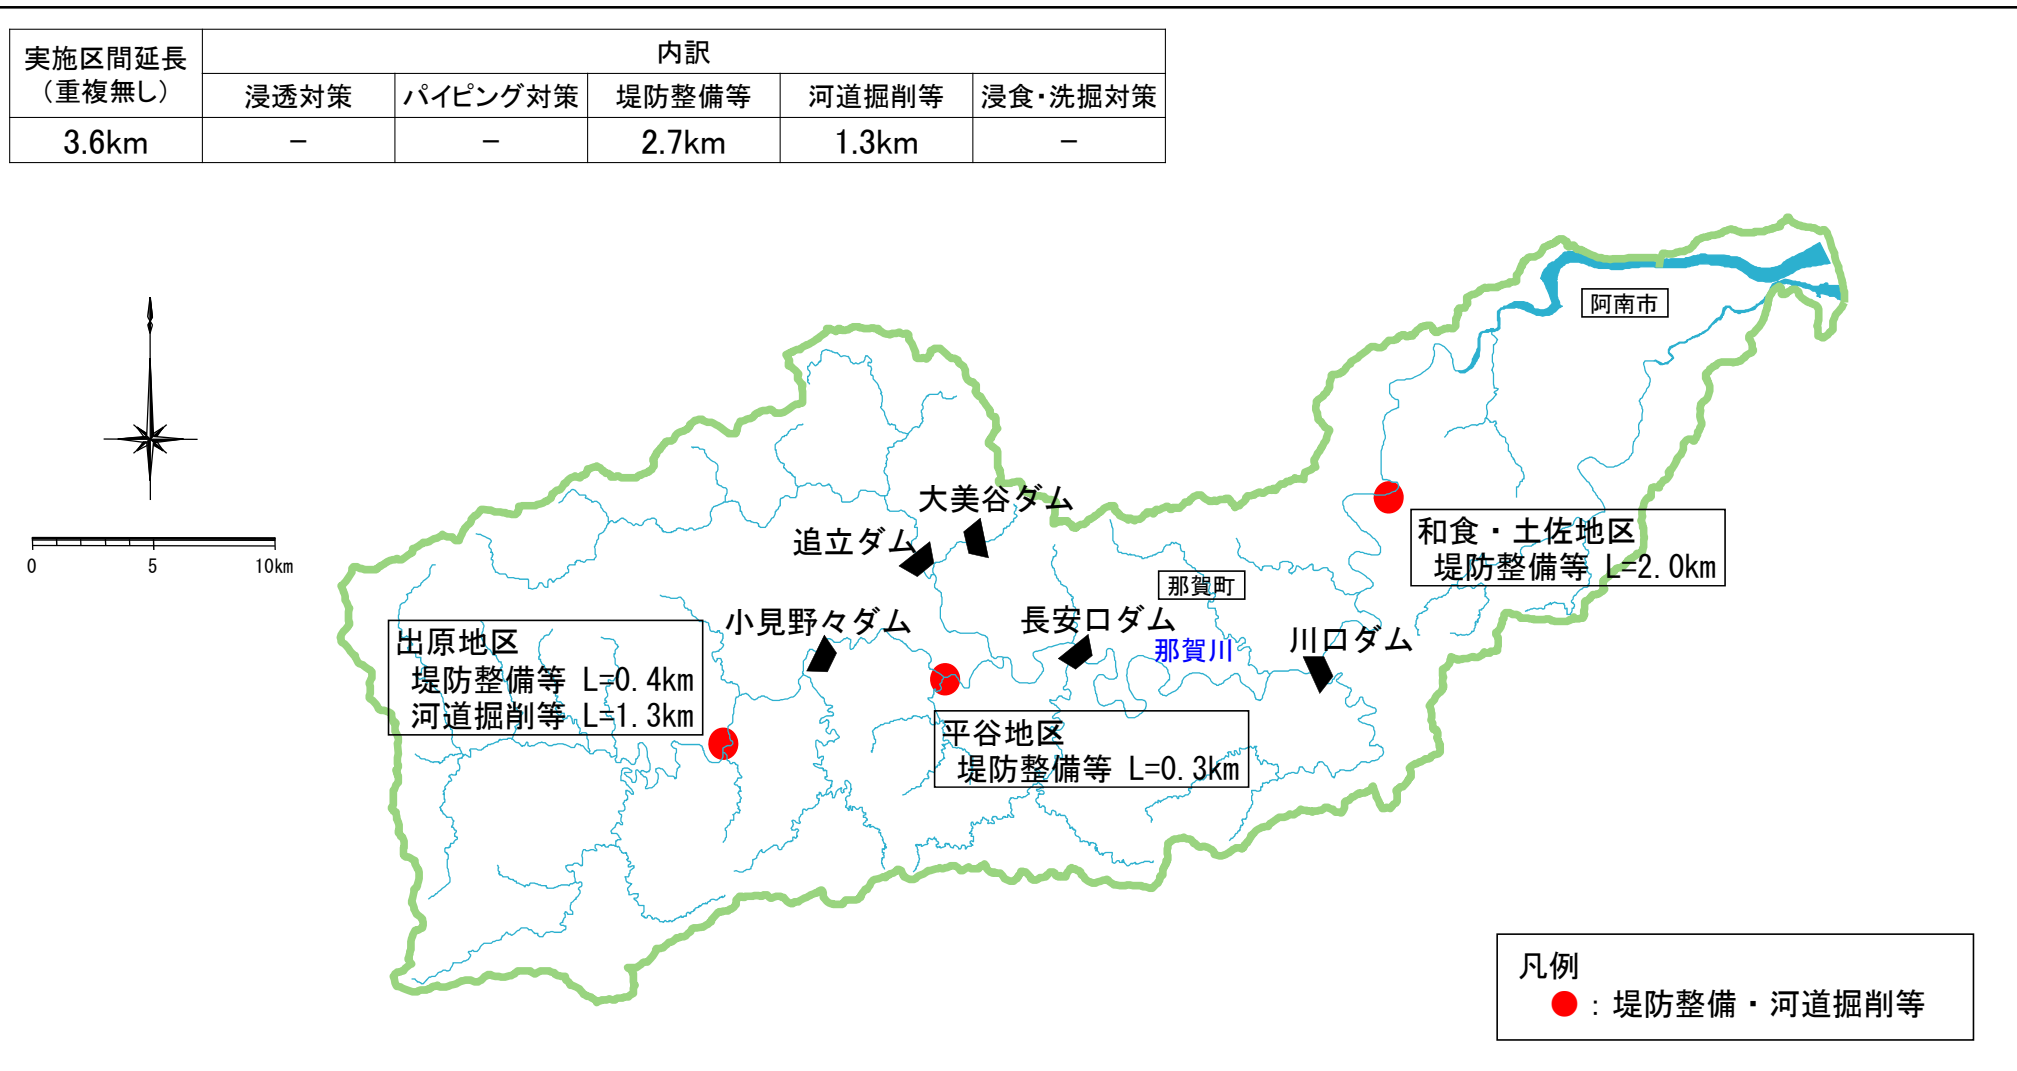 実施区間延長
(重複無し)
内訳
浸透対策 パイピング対策 堤防整備等 河道掘削等 浸食・洗掘対策
3.6km － － 2.7km 1.3km －
阿南市
大美谷ダム
追立ダム
和食・土佐地区
堤防整備等 L=2.0km
0 5 10km
那賀町
小見野々ダム
長安口ダム
那賀川
川口ダム
出原地区
堤防整備等 L=0.4km
河道掘削等 L=1.3km
平谷地区
堤防整備等 L=0.3km
凡例
：堤防整備・河道掘削等